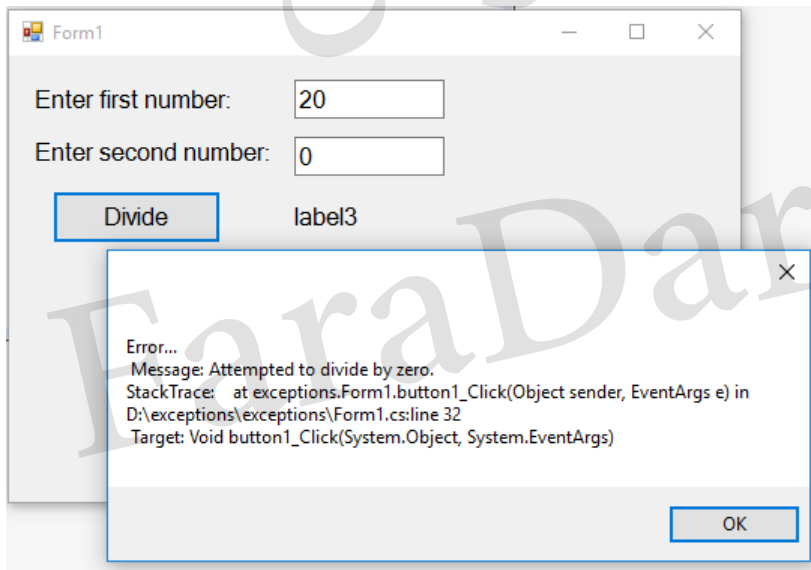 Form1
Enter first number: 20
Enter second number: 0
Divide label3
Error...
Message: Attempted to divide by zero.
StackTrace: at exceptions.Form1.button1_Click(Object sender, EventArgs e) in
D:\exceptions\exceptions\Form1.cs:line 32
Target: Void button1_Click(System.Object, System.EventArgs)
OK
FaraDar